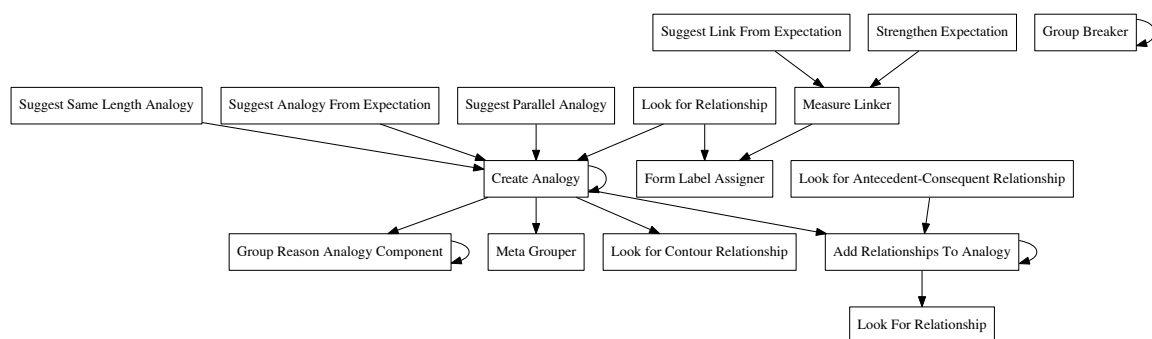 Suggest Link From Expectation
Strengthen Expectation
Group Breaker
Suggest Same Length Analogy
Suggest Analogy From Expectation
Suggest Parallel Analogy
Look for Relationship
Measure Linker
Create Analogy
Form Label Assigner
Look for Antecedent-Consequent Relationship
Group Reason Analogy Component
Meta Grouper
Look for Contour Relationship
Add Relationships To Analogy
Look For Relationship